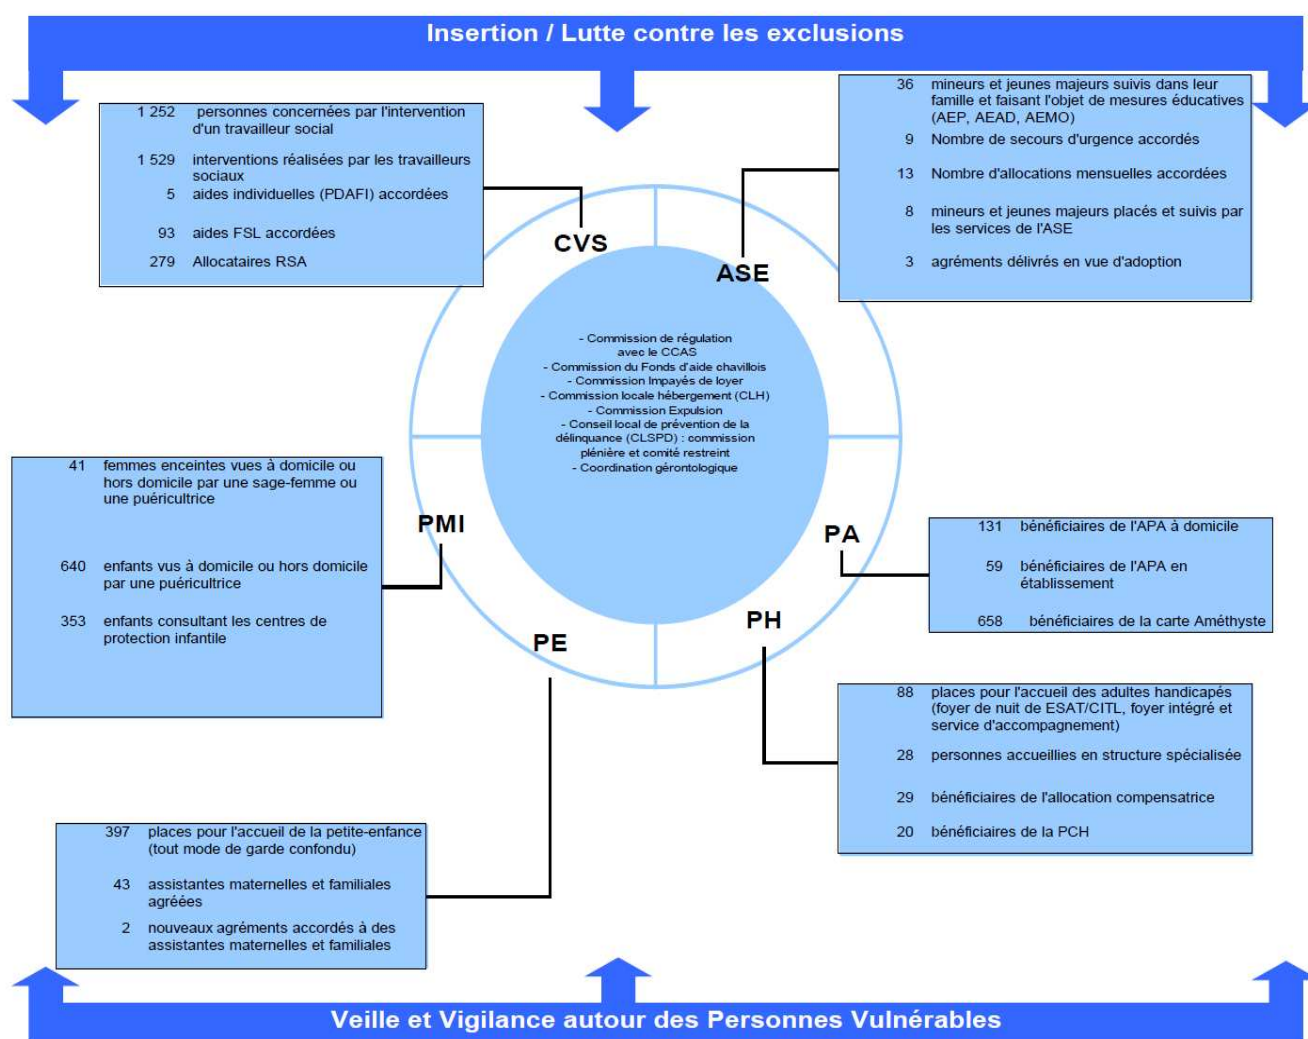 Insertion / Lutte contre les exclusions
1 252 personnes concernées par l'intervention
d'un travailleur social
1 529 interventions réalisées par les travailleurs
sociaux
5 aides individuelles (PDAFI) accordées
93 aides FSL accordées
279 Allocataires RSA
36 mineurs et jeunes majeurs suivis dans leur
famille et faisant l'objet de mesures éducatives
(AEP, AEAD, AEMO)
9 Nombre de secours d'urgence accordés
13 Nombre d'allocations mensuelles accordées
8 mineurs et jeunes majeurs placés et suivis par
les services de l'ASE
3 agréments délivrés en vue d'adoption
CVS
ASE
- Commission de régulation
avec le CCAS
- Commission du Fonds d'aide chavillois
- Commission Impayés de loyer
- Commission locale hébergement (CLH)
- Commission Expulsion
- Conseil local de prévention de la
délinquance (CLSPD) : commission
plénière et comité restreint
- Coordination gérontologique
41 femmes enceintes vues à domicile ou
hors domicile par une sage-femme ou
une puéricultrice
640 enfants vus à domicile ou hors domicile
par une puéricultrice
353 enfants consultant les centres de
protection infantile
PMI
PA
131 bénéficiaires de l'APA à domicile
59 bénéficiaires de l'APA en
établissement
658 bénéficiaires de la carte Améthyste
PE
PH
88 places pour l'accueil des adultes handicapés
(foyer de nuit de ESAT/CITL, foyer intégré et
service d'accompagnement)
28 personnes accueillies en structure spécialisée
29 bénéficiaires de l'allocation compensatrice
20 bénéficiaires de la PCH
397 places pour l'accueil de la petite-enfance
(tout mode de garde confondu)
43 assistantes maternelles et familiales
agréées
2 nouveaux agréments accordés à des
assistantes maternelles et familiales
Veille et Vigilance autour des Personnes Vulnérables